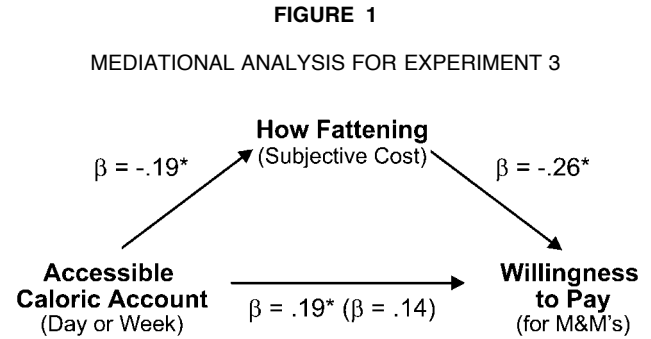 FIGURE 1
MEDIATIONAL ANALYSIS FOR EXPERIMENT 3
How Fattening
(Subjective Cost)
β = -.19*
β = -.26*
Accessible
Caloric Account
(Day or Week)
β = .19* (β = .14)
Willingness
to Pay
(for M&M's)